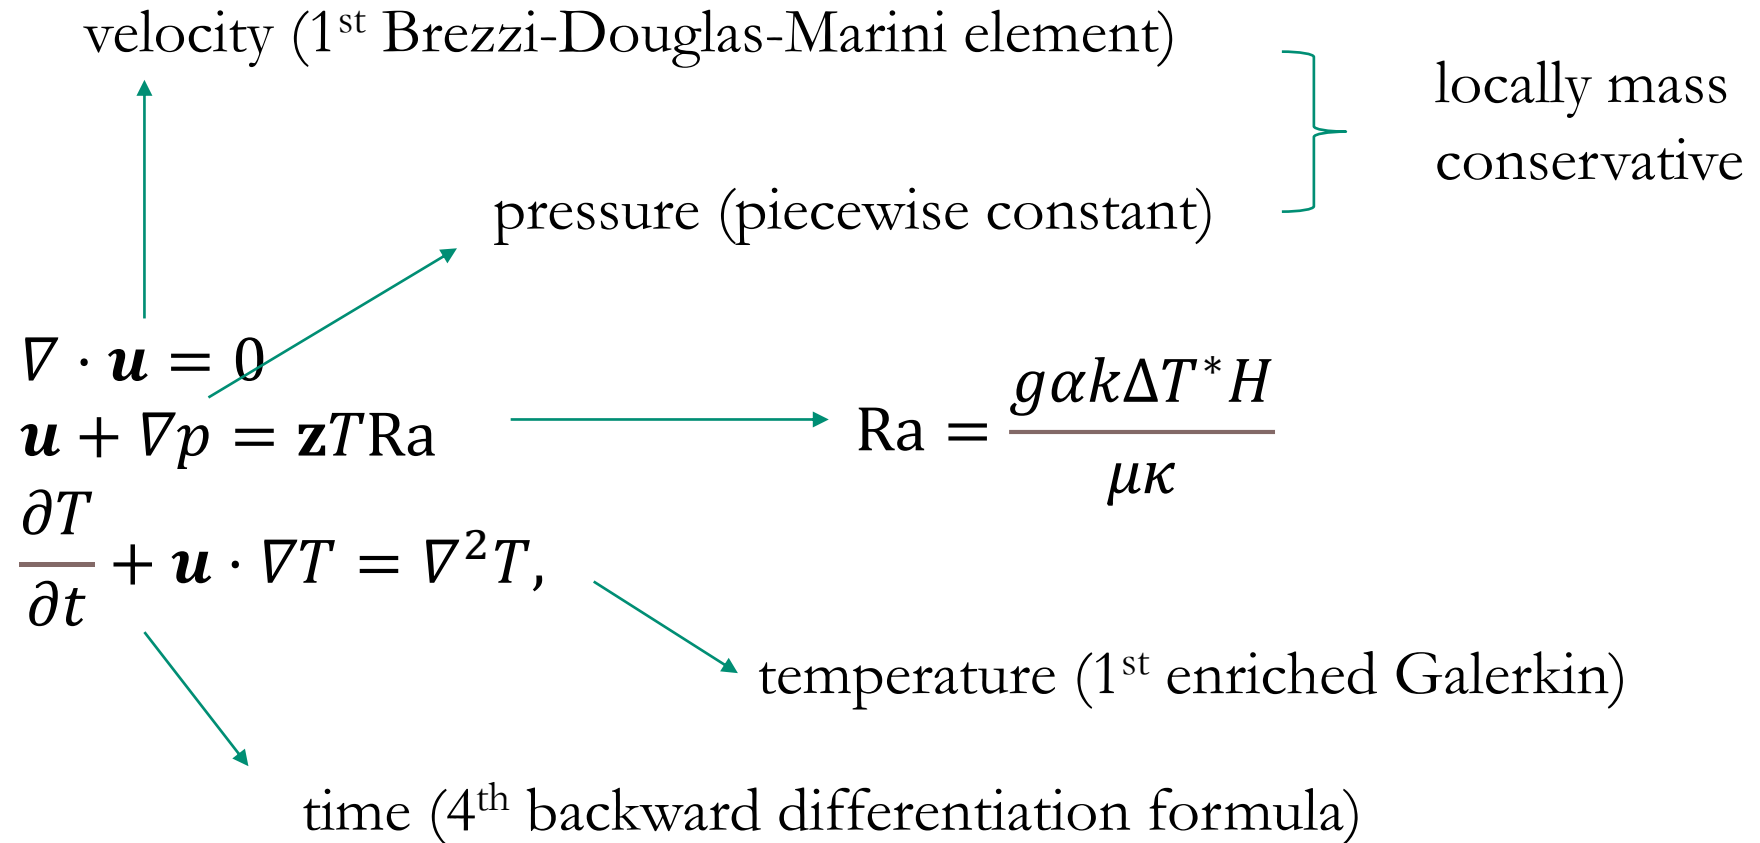 velocity (1st Brezzi-Douglas-Marini element)
locally mass
conservative
pressure (piecewise constant)
∇ · u = 0
u + ∇p = zTRa
Ra = gαkΔT*H / μκ
∂T/∂t + u · ∇T = ∇²T,
temperature (1st enriched Galerkin)
time (4th backward differentiation formula)